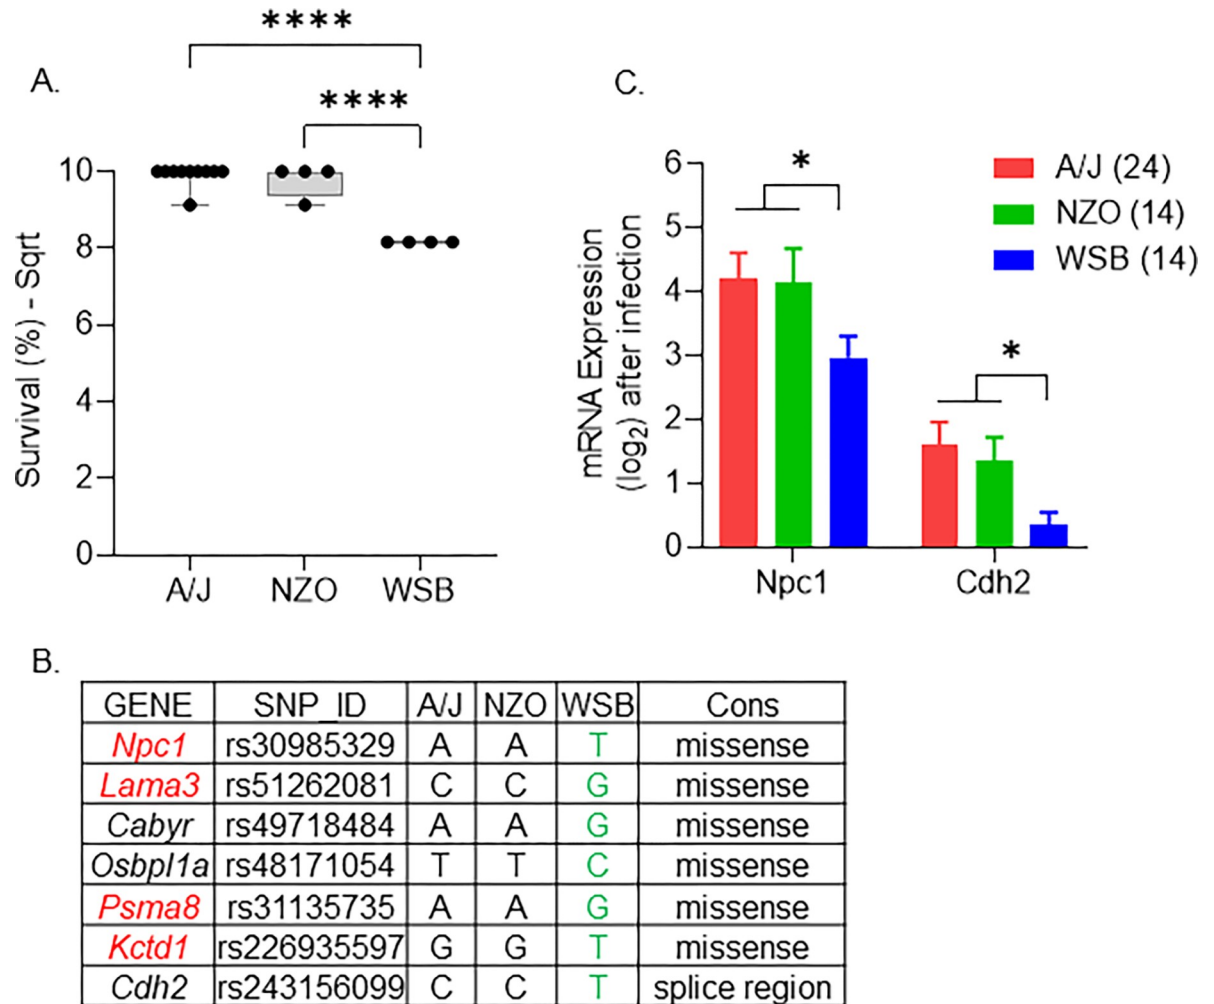 A.
****
****
Survival (%) - Sqrt
10
8
6
4
2
0
A/J NZO WSB
C.
mRNA Expression
(log2) after infection
6
5
4
3
2
1
0
*
*
A/J (24)
NZO (14)
WSB (14)
Npc1 Cdh2
B.
GENE SNP_ID A/J NZO WSB Cons
Npc1 rs30985329 A A T missense
Lama3 rs51262081 C C G missense
Cabyr rs49718484 A A G missense
Osbpl1a rs48171054 T T C missense
Psma8 rs31135735 A A G missense
Kctd1 rs226935597 G G T missense
Cdh2 rs243156099 C C T splice region